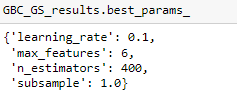 GBC_GS_results.best_params_
{'learning_rate': 0.1,
'max_features': 6,
'n_estimators': 400,
'subsample': 1.0}